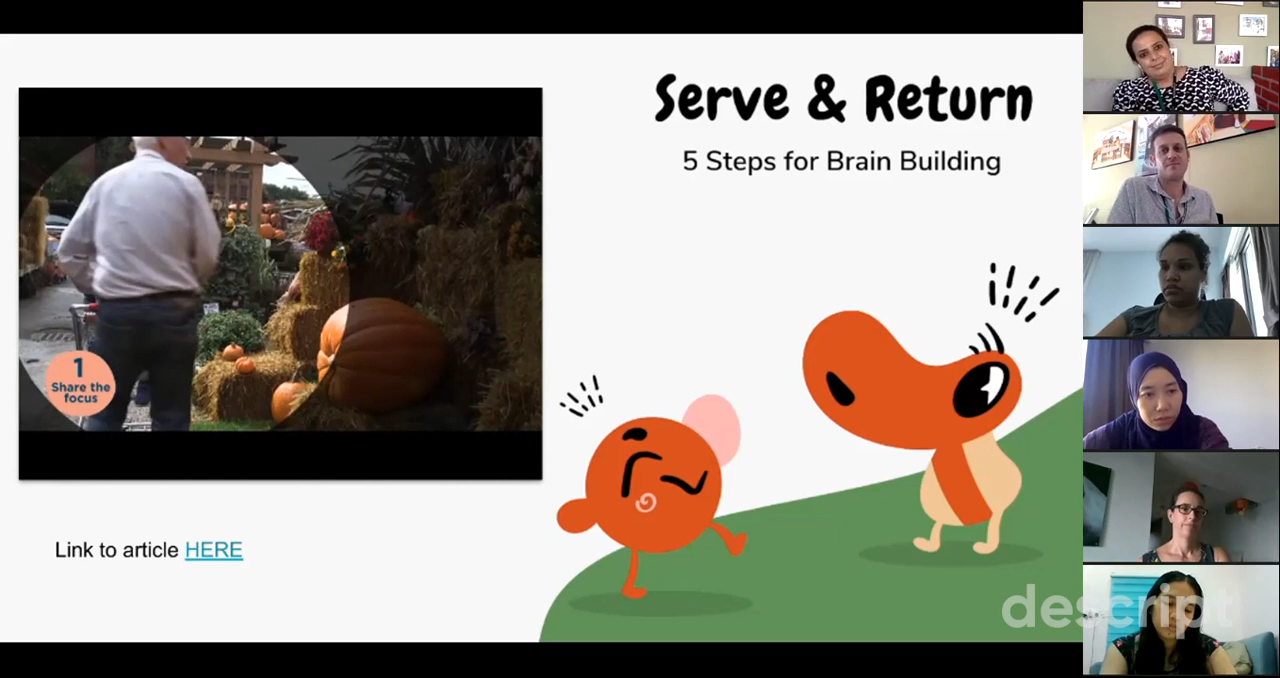 Serve & Return
5 Steps for Brain Building
1
Share the
focus
Link to article HERE
descript